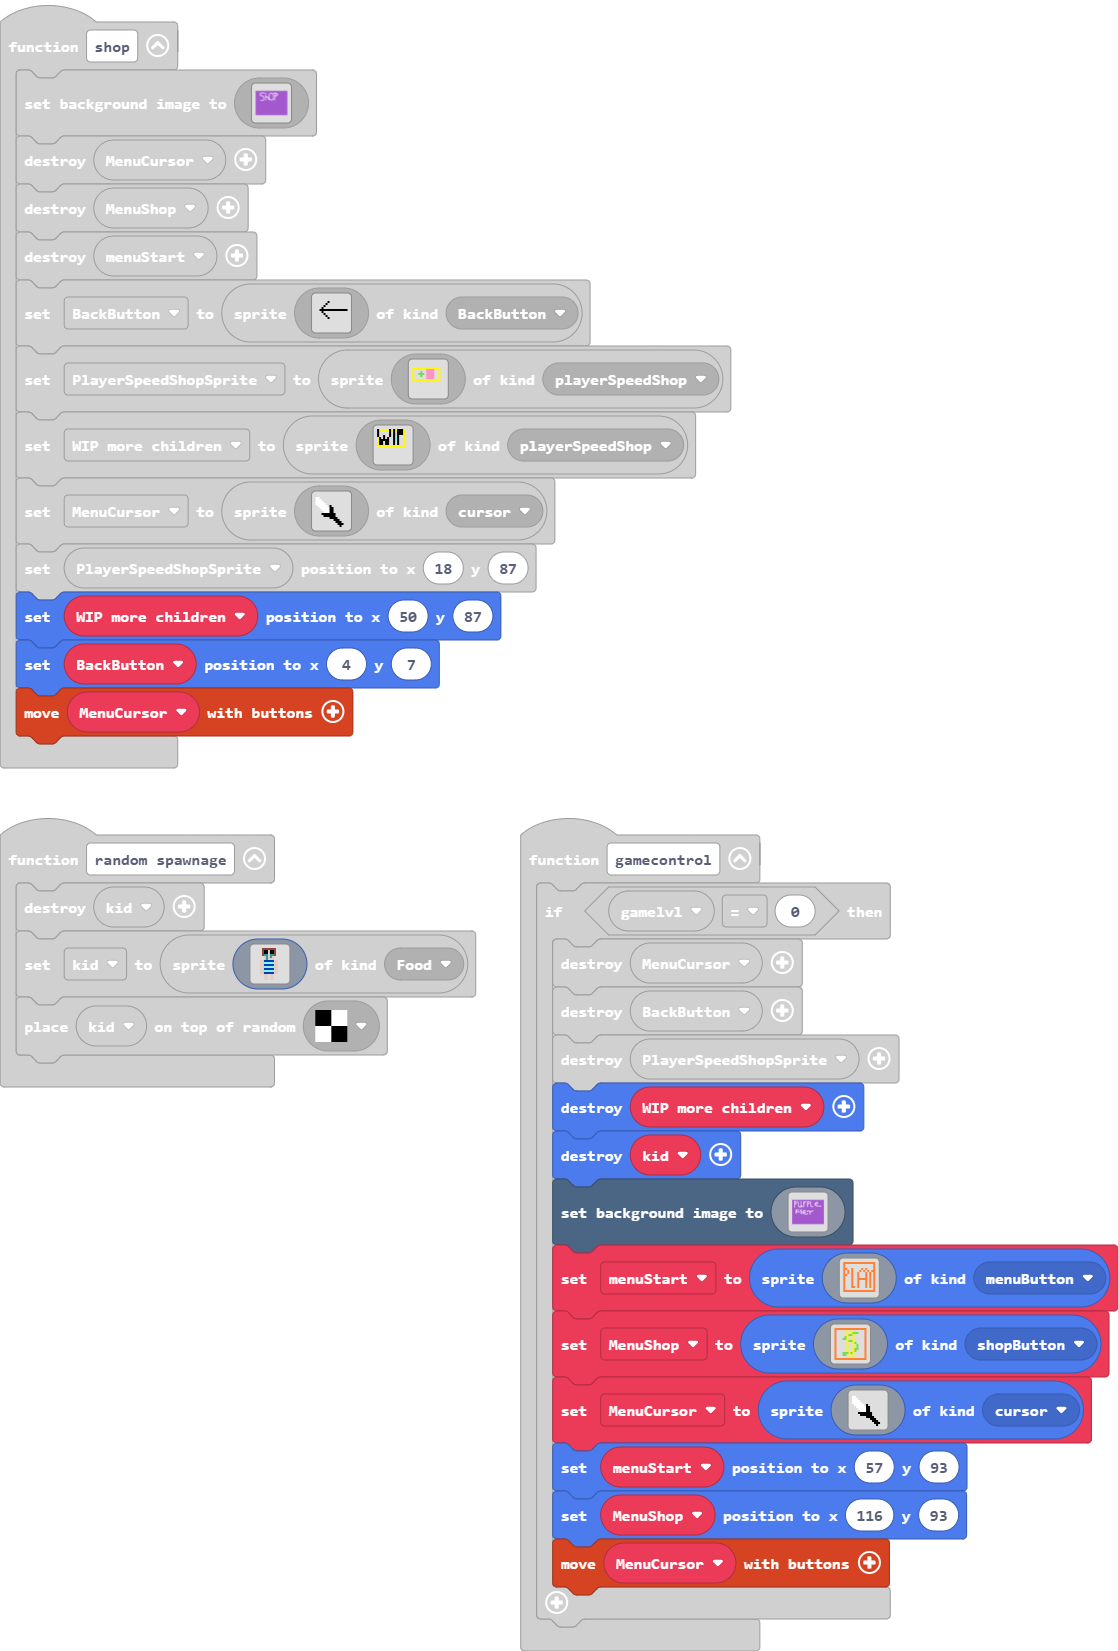 function shop
set background image to SHOP
destroy MenuCursor
destroy MenuShop
destroy menuStart
set BackButton to sprite of kind BackButton
set PlayerSpeedShopSprite to sprite of kind playerSpeedShop
set WIP more children to sprite WIP of kind playerSpeedShop
set MenuCursor to sprite of kind cursor
set PlayerSpeedShopSprite position to x 18 y 87
set WIP more children position to x 50 y 87
set BackButton position to x 4 y 7
move MenuCursor with buttons
function random spawnage
destroy kid
set kid to sprite of kind Food
place kid on top of random
function gamecontrol
if gamelvl = 0 then
destroy MenuCursor
destroy BackButton
destroy PlayerSpeedShopSprite
destroy WIP more children
destroy kid
set background image to PURPLE
set menuStart to sprite PLAY of kind menuButton
set MenuShop to sprite S of kind shopButton
set MenuCursor to sprite of kind cursor
set menuStart position to x 57 y 93
set MenuShop position to x 116 y 93
move MenuCursor with buttons